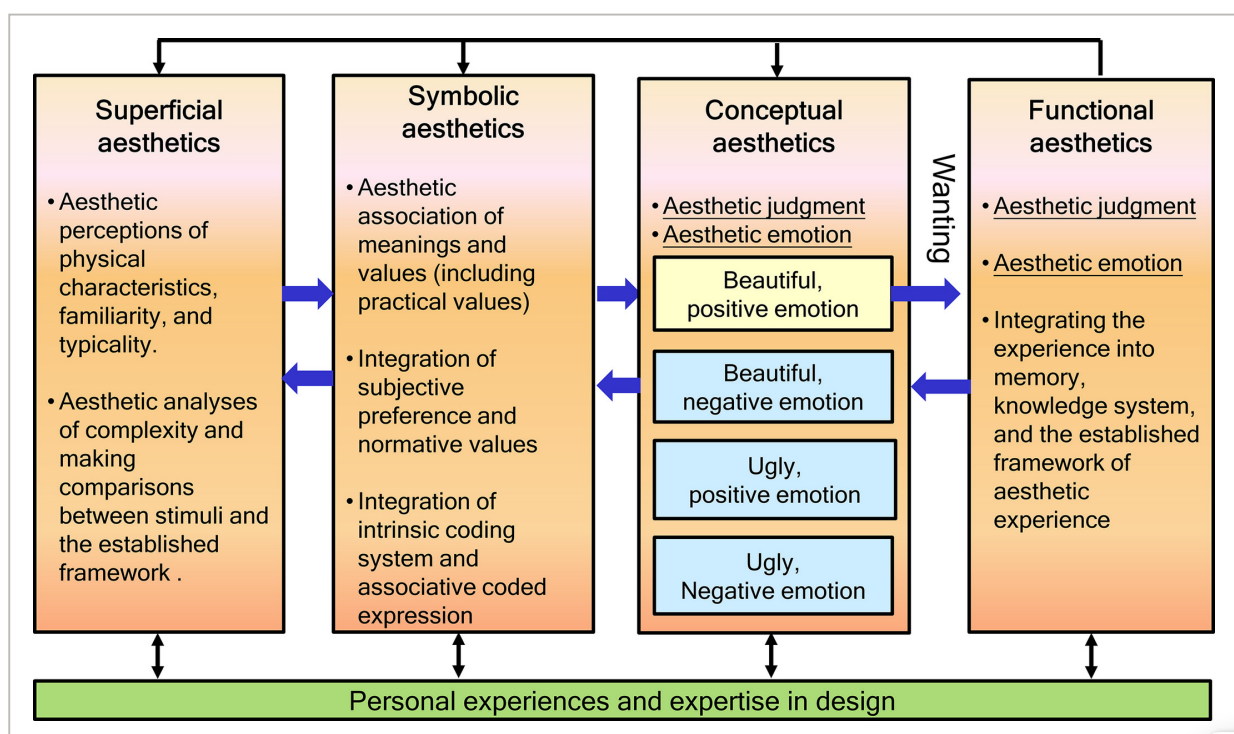 Superficial
aesthetics
• Aesthetic
perceptions of
physical
characteristics,
familiarity, and
typicality.
• Aesthetic analyses
of complexity and
making
comparisons
between stimuli and
the established
framework .
Symbolic
aesthetics
• Aesthetic
association of
meanings and
values (including
practical values)
• Integration of
subjective
preference and
normative values
• Integration of
intrinsic coding
system and
associative coded
expression
Conceptual
aesthetics
• Aesthetic judgment
• Aesthetic emotion
Beautiful,
positive emotion
Beautiful,
negative emotion
Ugly,
positive emotion
Ugly,
Negative emotion
Wanting
Functional
aesthetics
• Aesthetic judgment
• Aesthetic emotion
• Integrating the
experience into
memory,
knowledge system,
and the established
framework of
aesthetic
experience
Personal experiences and expertise in design